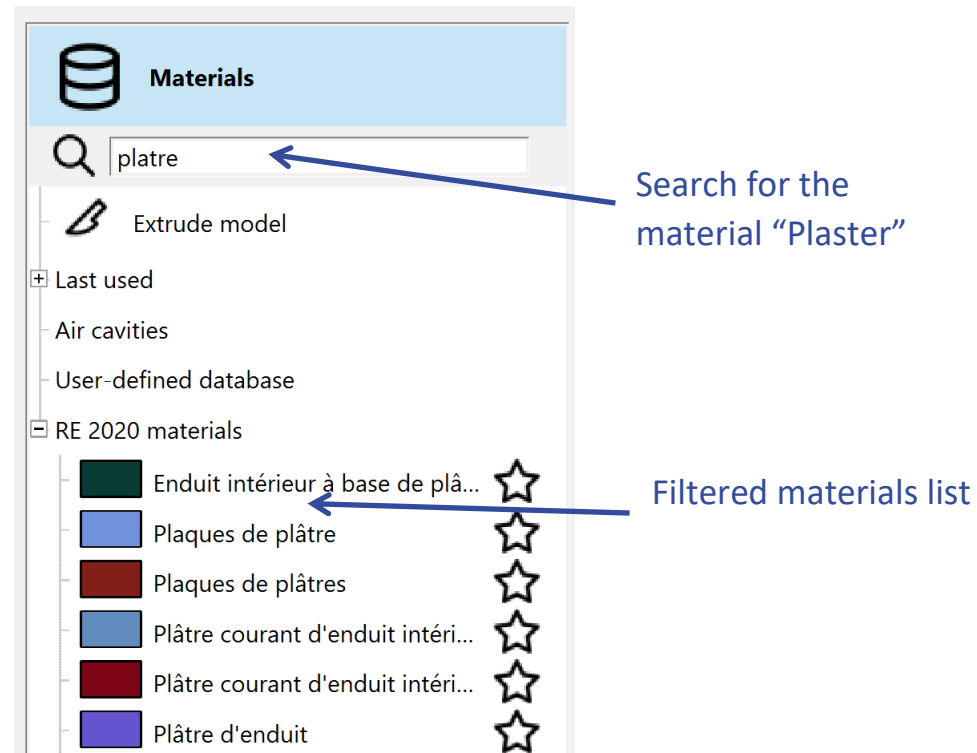 Materials
platre
Search for the
material “Plaster”
Extrude model
Last used
Air cavities
User-defined database
RE 2020 materials
Enduit intérieur à base de plâ...
Filtered materials list
Plaques de plâtre
Plaques de plâtres
Plâtre courant d'enduit intéri...
Plâtre courant d'enduit intéri...
Plâtre d'enduit